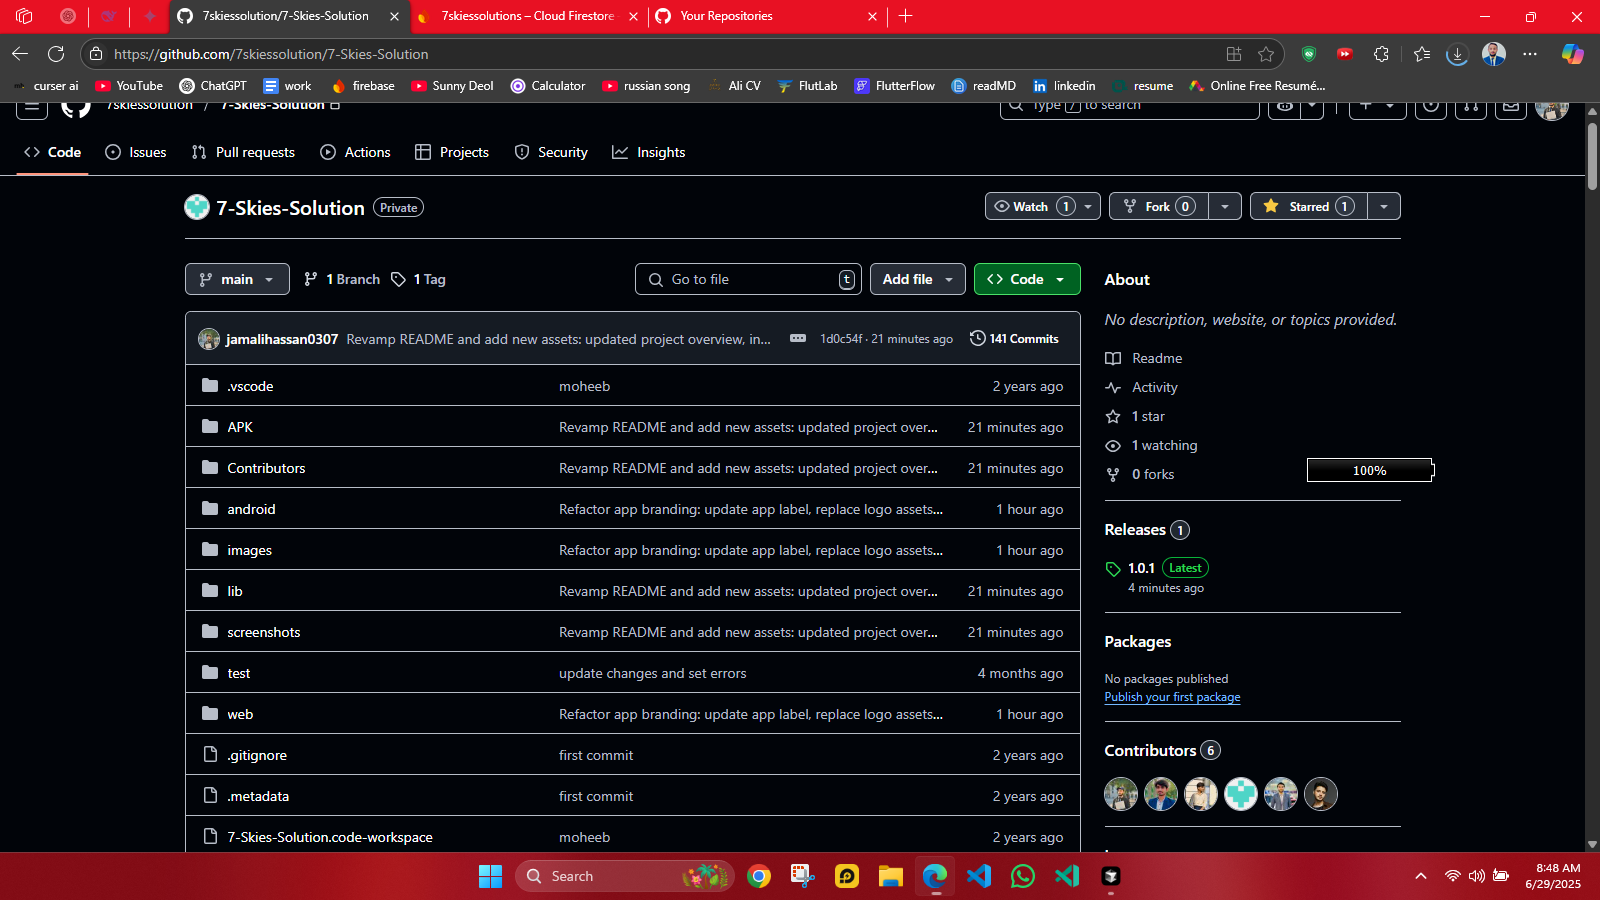 7skiessolution/7-Skies-Solution
7skiessolutions – Cloud Firestore
Your Repositories
https://github.com/7skiessolution/7-Skies-Solution
curser ai
YouTube
ChatGPT
work
firebase
Sunny Deol
Calculator
russian song
Ali CV
FlutLab
FlutterFlow
readMD
linkedin
resume
Online Free Resumé...
7skiessolution / 7-Skies-Solution
Type / to search
Code
Issues
Pull requests
Actions
Projects
Security
Insights
7-Skies-Solution Private
Watch 1
Fork 0
Starred 1
main
1 Branch
1 Tag
Go to file t
Add file
Code
About
No description, website, or topics provided.
Readme
Activity
1 star
1 watching
0 forks
100%
jamalihassan0307 Revamp README and add new assets: updated project overview, in... 1d0c54f · 21 minutes ago 141 Commits
.vscode moheeb 2 years ago
APK Revamp README and add new assets: updated project over... 21 minutes ago
Contributors Revamp README and add new assets: updated project over... 21 minutes ago
android Refactor app branding: update app label, replace logo assets... 1 hour ago
images Refactor app branding: update app label, replace logo assets... 1 hour ago
lib Revamp README and add new assets: updated project over... 21 minutes ago
screenshots Revamp README and add new assets: updated project over... 21 minutes ago
test update changes and set errors 4 months ago
web Refactor app branding: update app label, replace logo assets... 1 hour ago
.gitignore first commit 2 years ago
.metadata first commit 2 years ago
7-Skies-Solution.code-workspace moheeb 2 years ago
Releases 1
1.0.1 Latest
4 minutes ago
Packages
No packages published
Publish your first package
Contributors 6
Search
8:48 AM
6/29/2025